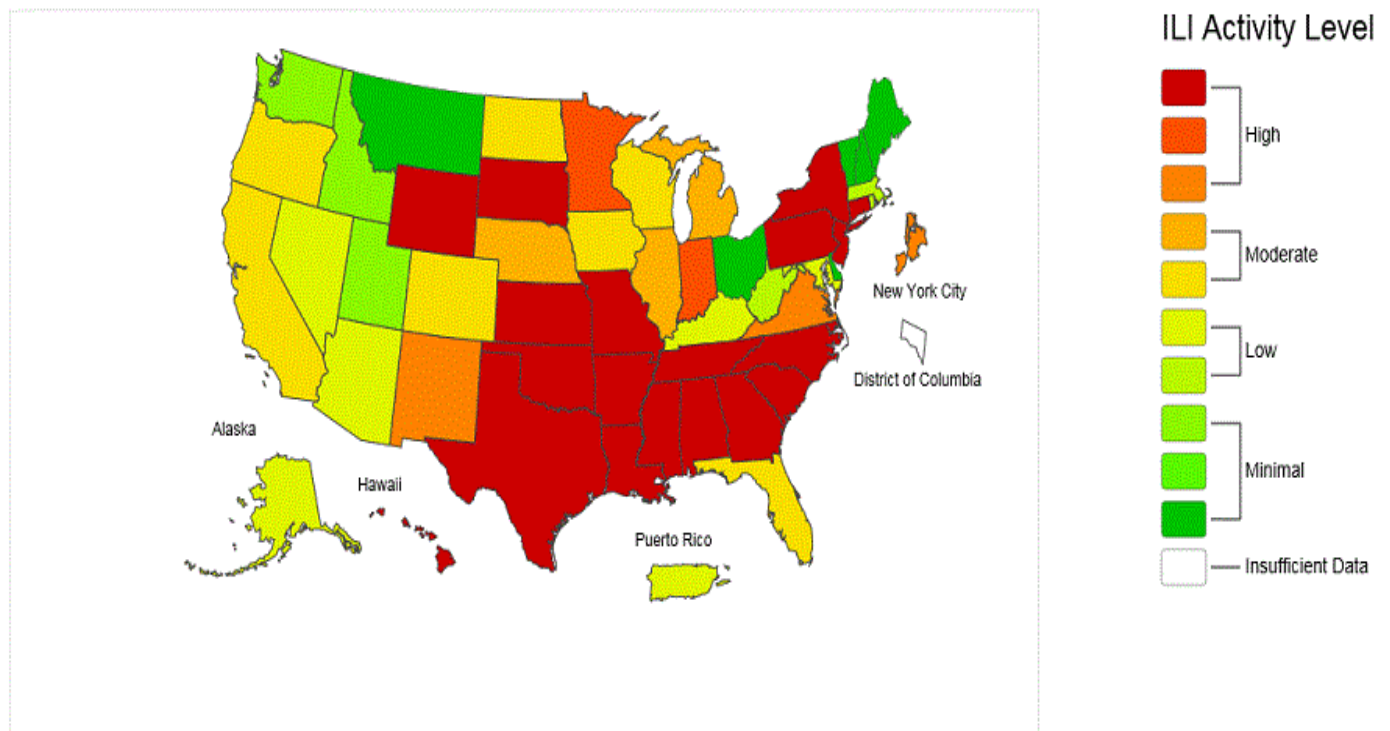 ILI Activity Level
High
Moderate
Low
Minimal
Insufficient Data
New York City
District of Columbia
Alaska
Hawaii
Puerto Rico